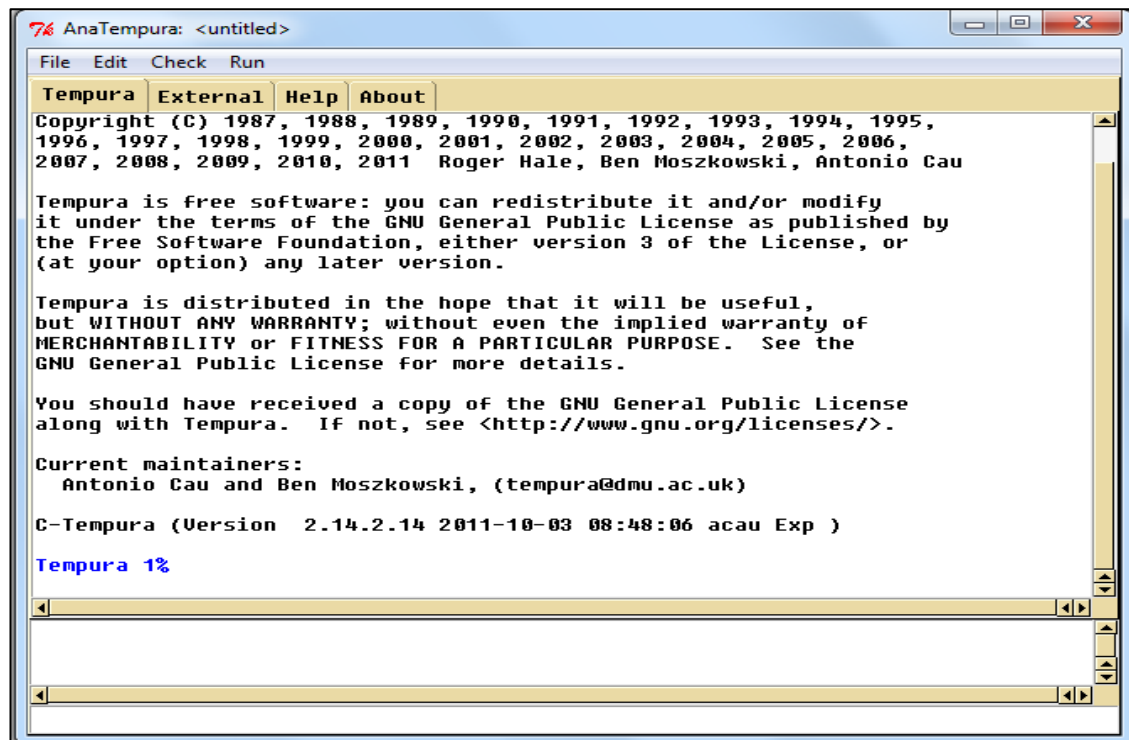 AnaTempura: <untitled>
File Edit Check Run
Tempura External Help About
Copyright (C) 1987, 1988, 1989, 1990, 1991, 1992, 1993, 1994, 1995,
1996, 1997, 1998, 1999, 2000, 2001, 2002, 2003, 2004, 2005, 2006,
2007, 2008, 2009, 2010, 2011  Roger Hale, Ben Moszkowski, Antonio Cau
Tempura is free software: you can redistribute it and/or modify
it under the terms of the GNU General Public License as published by
the Free Software Foundation, either version 3 of the License, or
(at your option) any later version.
Tempura is distributed in the hope that it will be useful,
but WITHOUT ANY WARRANTY; without even the implied warranty of
MERCHANTABILITY or FITNESS FOR A PARTICULAR PURPOSE.  See the
GNU General Public License for more details.
You should have received a copy of the GNU General Public License
along with Tempura.  If not, see <http://www.gnu.org/licenses/>.
Current maintainers:
  Antonio Cau and Ben Moszkowski, (tempura@dmu.ac.uk)
C-Tempura (Version  2.14.2.14 2011-10-03 08:48:06 acau Exp )
Tempura 1%